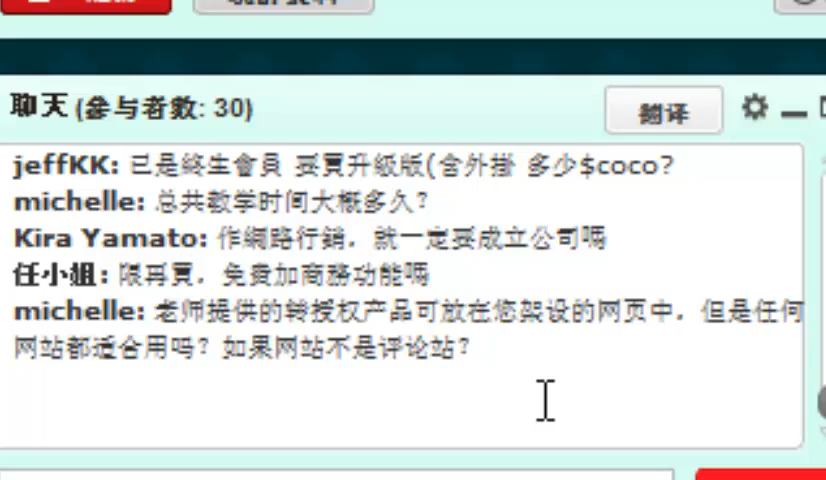 聊天 (參与者數: 30)
翻译
jeffKK: 已是終生會員 要買升級版(含外掛 多少$coco?
michelle: 总共教学时间大概多久?
Kira Yamato: 作網路行銷，就一定要成立公司嗎
任小姐: 限再買，免費加商務功能嗎
michelle: 老师提供的转授权产品可放在您架设的网页中，但是任何
网站都适合用吗? 如果网站不是评论站?